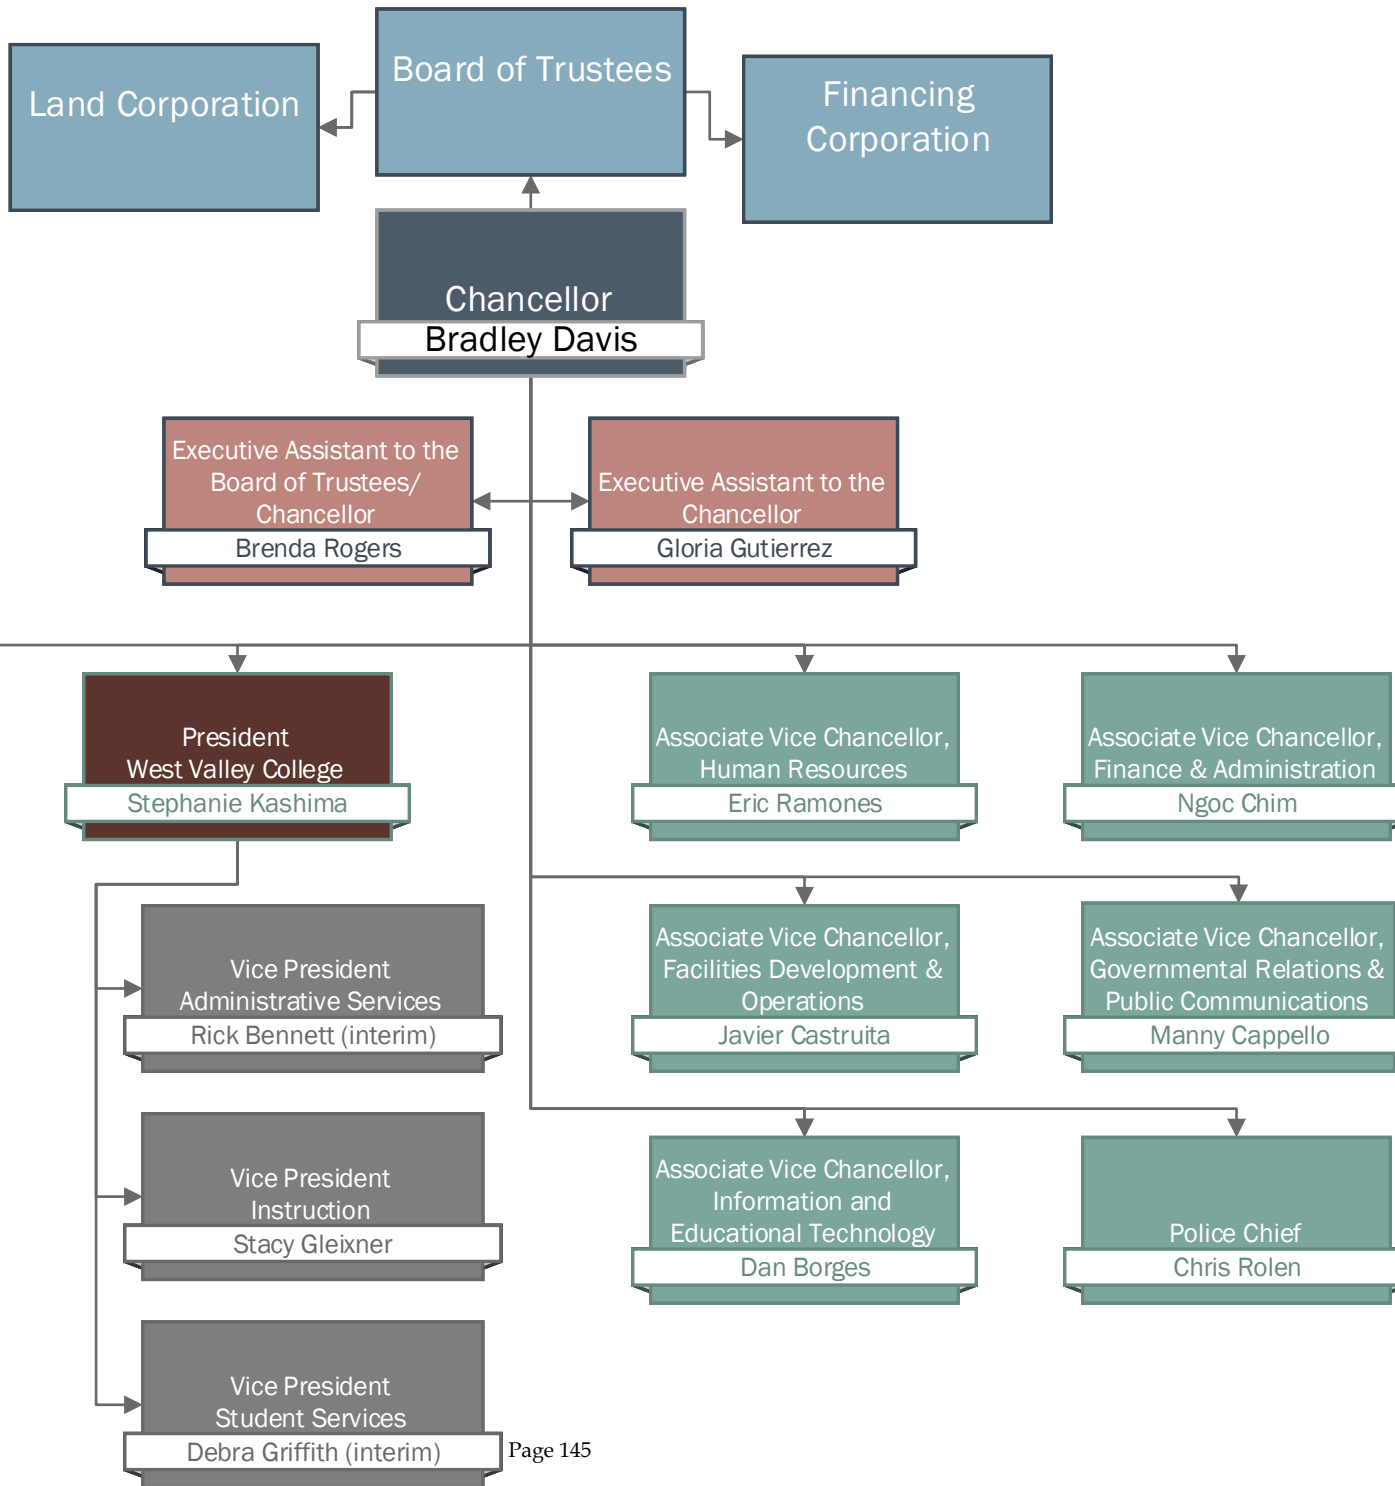 Land Corporation
Board of Trustees
Financing
Corporation
Chancellor
Bradley Davis
Executive Assistant to the
Board of Trustees/
Chancellor
Brenda Rogers
Executive Assistant to the
Chancellor
Gloria Gutierrez
President
West Valley College
Stephanie Kashima
Associate Vice Chancellor,
Human Resources
Eric Ramones
Associate Vice Chancellor,
Finance & Administration
Ngoc Chim
Vice President
Administrative Services
Rick Bennett (interim)
Associate Vice Chancellor,
Facilities Development &
Operations
Javier Castruita
Associate Vice Chancellor,
Governmental Relations &
Public Communications
Manny Cappello
Vice President
Instruction
Stacy Gleixner
Associate Vice Chancellor,
Information and
Educational Technology
Dan Borges
Police Chief
Chris Rolen
Vice President
Student Services
Debra Griffith (interim)
Page 145